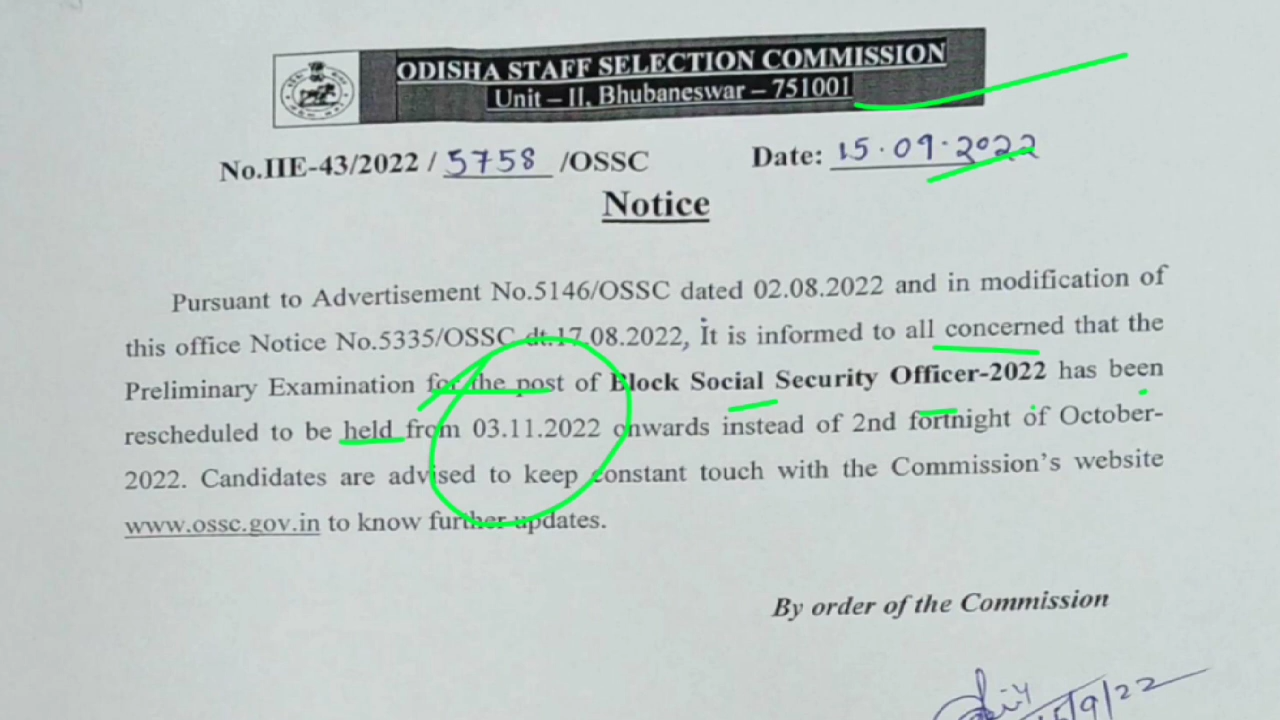 ODISHA STAFF SELECTION COMMISSION
Unit – II, Bhubaneswar – 751001
No.IIE-43/2022 / 5758 /OSSC Date: 15.09.2022
Notice
Pursuant to Advertisement No.5146/OSSC dated 02.08.2022 and in modification of
this office Notice No.5335/OSSC dt.17.08.2022, It is informed to all concerned that the
Preliminary Examination for the post of Block Social Security Officer-2022 has been
rescheduled to be held from 03.11.2022 onwards instead of 2nd fortnight of October-
2022. Candidates are advised to keep constant touch with the Commission's website
www.ossc.gov.in to know further updates.
By order of the Commission
15/9/22